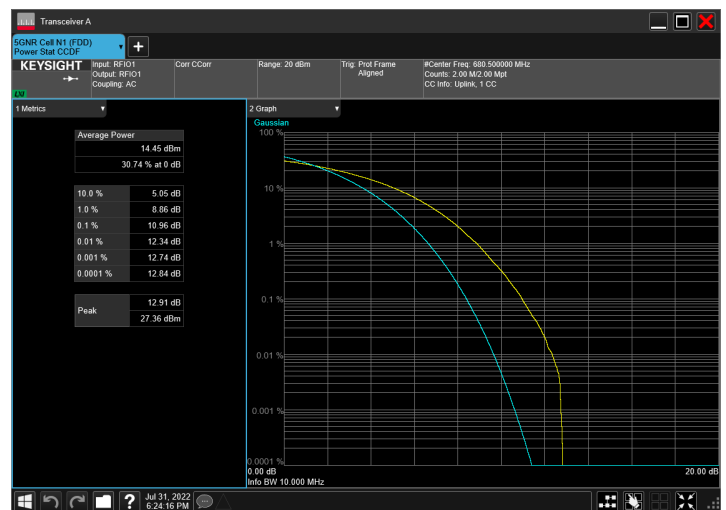 Transceiver A
5GNR Cell N1 (FDD)
Power Stat CCDF
KEYSIGHT
LXI
Input: RFIO1
Output: RFIO1
Coupling: AC
Corr CCorr
Range: 20 dBm
Trig: Prot Frame
Aligned
#Center Freq: 680.500000 MHz
Counts: 2.00 M/2.00 Mpt
CC Info: Uplink, 1 CC
1 Metrics
Average Power
14.45 dBm
30.74 % at 0 dB
10.0 % 5.05 dB
1.0 % 8.86 dB
0.1 % 10.96 dB
0.01 % 12.34 dB
0.001 % 12.74 dB
0.0001 % 12.84 dB
Peak
12.91 dB
27.36 dBm
2 Graph
Gaussian
100 %
10 %
1 %
0.1 %
0.01 %
0.001 %
0.0001 %
0.00 dB
20.00 dB
Info BW 10.000 MHz
?
Jul 31, 2022
6:24:16 PM